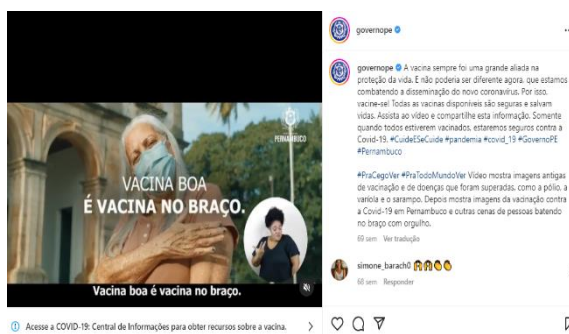 PERNAMBUCO
VACINA BOA
É VACINA NO BRAÇO.
Vacina boa é vacina no braço.
Acesse a COVID-19: Central de Informações para obter recursos sobre a vacina.
governope
governope A vacina sempre foi uma grande aliada na
proteção da vida. E não poderia ser diferente agora, que estamos
combatendo a disseminação do novo coronavírus. Por isso,
vacine-se! Todas as vacinas disponíveis são seguras e salvam
vidas. Assista ao vídeo e compartilhe esta informação. Somente
quando todos estiverem vacinados, estaremos seguros contra a
Covid-19. #CuideESeCuide #pandemia #covid_19 #GovernoPE
#Pernambuco
#PraCegoVer #PraTodoMundoVer Vídeo mostra imagens antigas
de vacinação e de doenças que foram superadas, como a pólio, a
varíola e o sarampo. Depois mostra imagens da vacinação contra
a Covid-19 em Pernambuco e outras cenas de pessoas batendo
no braço com orgulho.
69 sem Ver tradução
simone_barach0
68 sem Responder